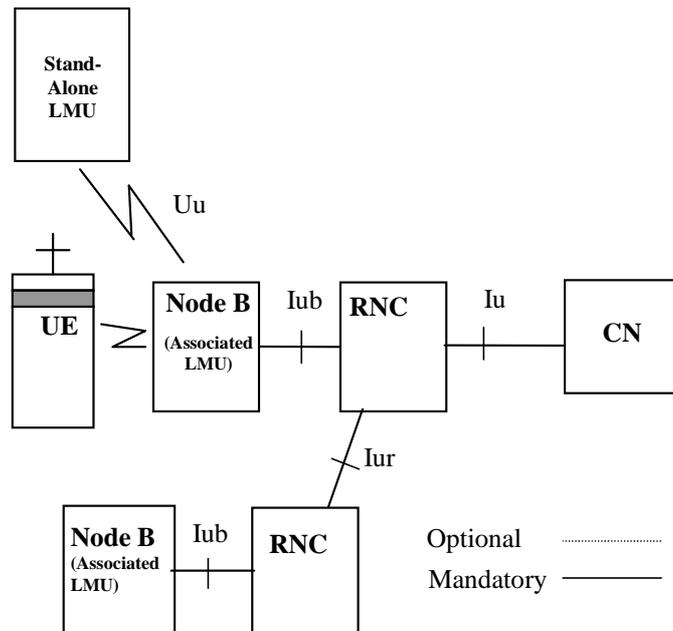 Stand-
Alone
LMU
Uu
UE
Node B
(Associated
LMU)
Iub
RNC
Iu
CN
Iur
Node B
(Associated
LMU)
Iub
RNC
Optional
Mandatory